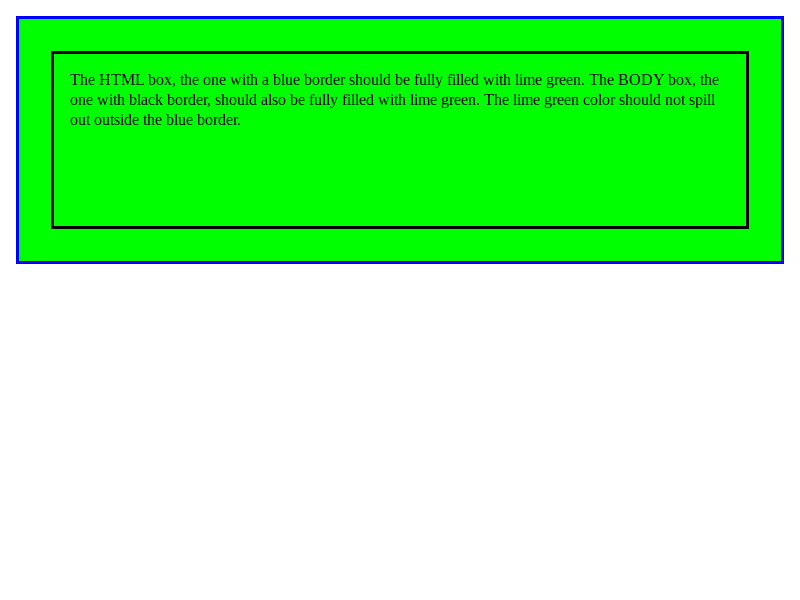 The HTML box, the one with a blue border should be fully filled with lime green. The BODY box, the
one with black border, should also be fully filled with lime green. The lime green color should not spill
out outside the blue border.